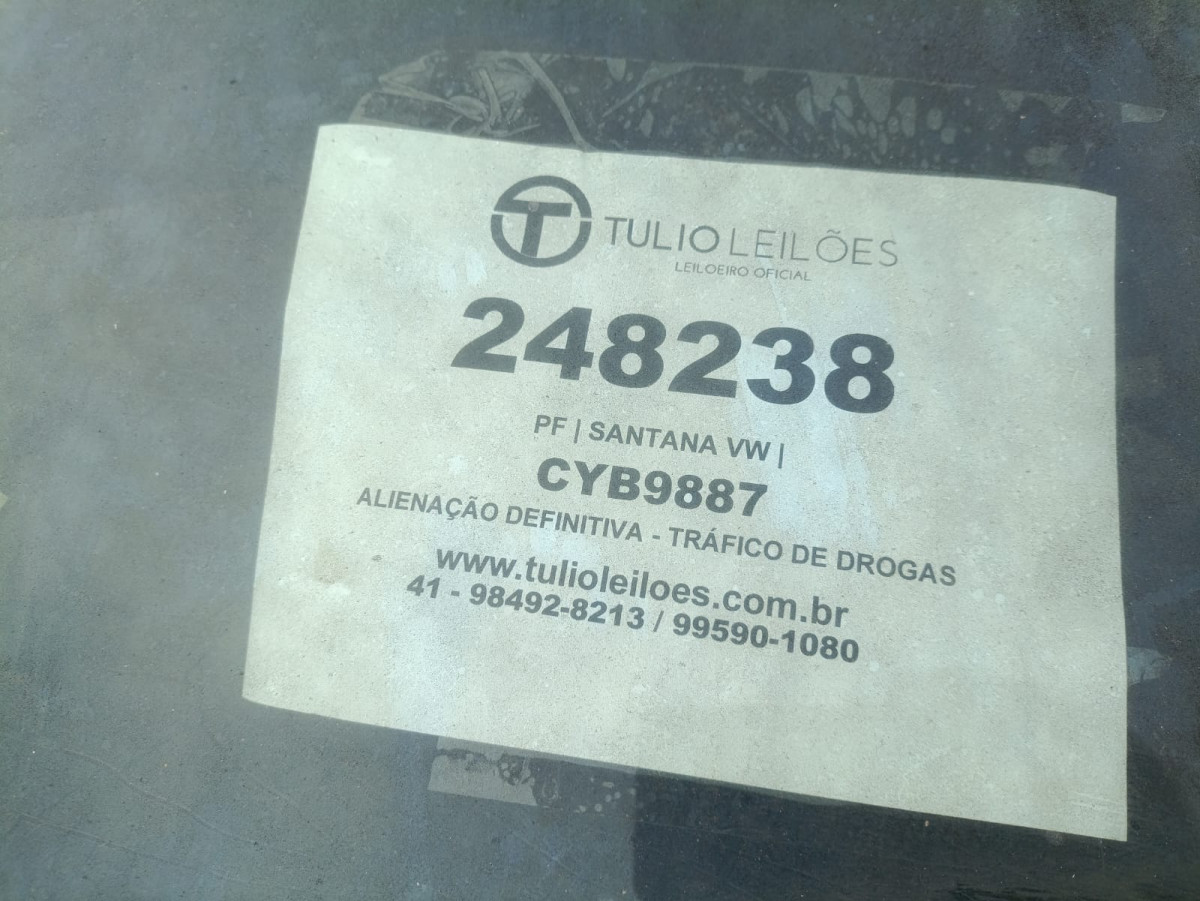 TULIO LEILÕES
LEILOEIRO OFICIAL
248238
PF | SANTANA VW |
CYB9887
ALIENAÇÃO DEFINITIVA - TRÁFICO DE DROGAS
www.tulioleiloes.com.br
41 - 98492-8213 / 99590-1080